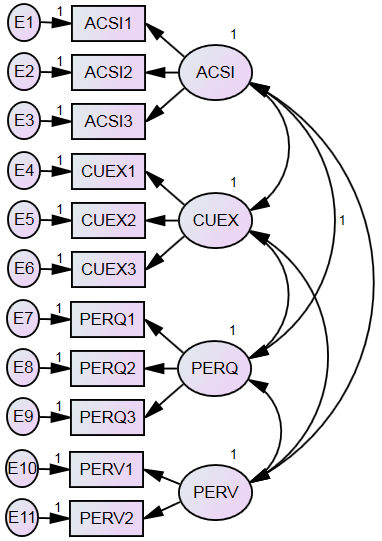 1
E1 1 ACSI1
E2 1 ACSI2 ACSI
E3 1 ACSI3
E4 1 CUEX1 1
E5 1 CUEX2 CUEX 1
E6 1 CUEX3
E7 1 PERQ1 1
E8 1 PERQ2 PERQ
E9 1 PERQ3
E10 1 PERV1 1
PERV
E11 1 PERV2